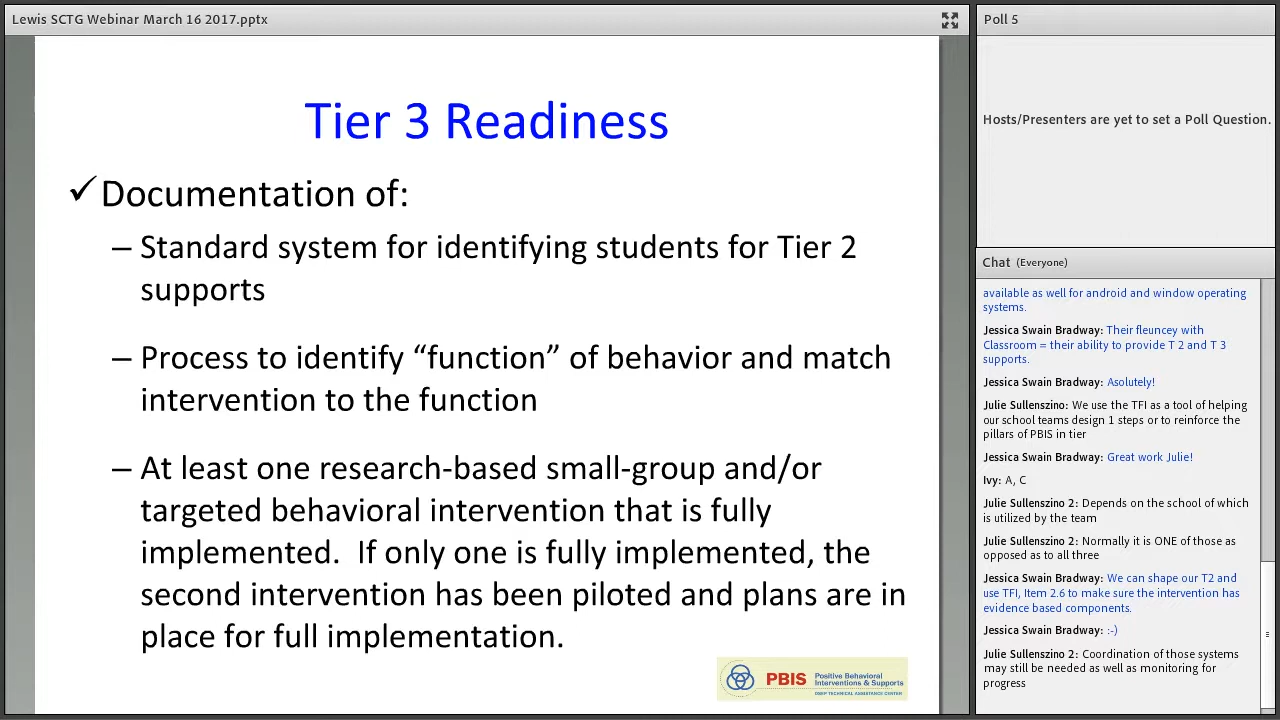 Lewis SCTG Webinar March 16 2017.pptx
Tier 3 Readiness
✓Documentation of:
– Standard system for identifying students for Tier 2
supports
– Process to identify “function” of behavior and match
intervention to the function
– At least one research-based small-group and/or
targeted behavioral intervention that is fully
implemented.  If only one is fully implemented, the
second intervention has been piloted and plans are in
place for full implementation.
PBIS
Positive Behavioral
Interventions & Supports
OSEP TECHNICAL ASSISTANCE CENTER
Poll 5
Hosts/Presenters are yet to set a Poll Question.
Chat (Everyone)
available as well for android and window operating
systems.
Jessica Swain Bradway: Their fleuncey with
Classroom = their ability to provide T 2 and T 3
supports.
Jessica Swain Bradway: Asolutely!
Julie Sullenszino: We use the TFI as a tool of helping
our school teams design 1 steps or to reinforce the
pillars of PBIS in tier
Jessica Swain Bradway: Great work Julie!
Ivy: A, C
Julie Sullenszino 2: Depends on the school of which
is utilized by the team
Julie Sullenszino 2: Normally it is ONE of those as
opposed as to all three
Jessica Swain Bradway: We can shape our T2 and
use TFI, Item 2.6 to make sure the intervention has
evidence based components.
Jessica Swain Bradway: :-)
Julie Sullenszino 2: Coordination of those systems
may still be needed as well as monitoring for
progress